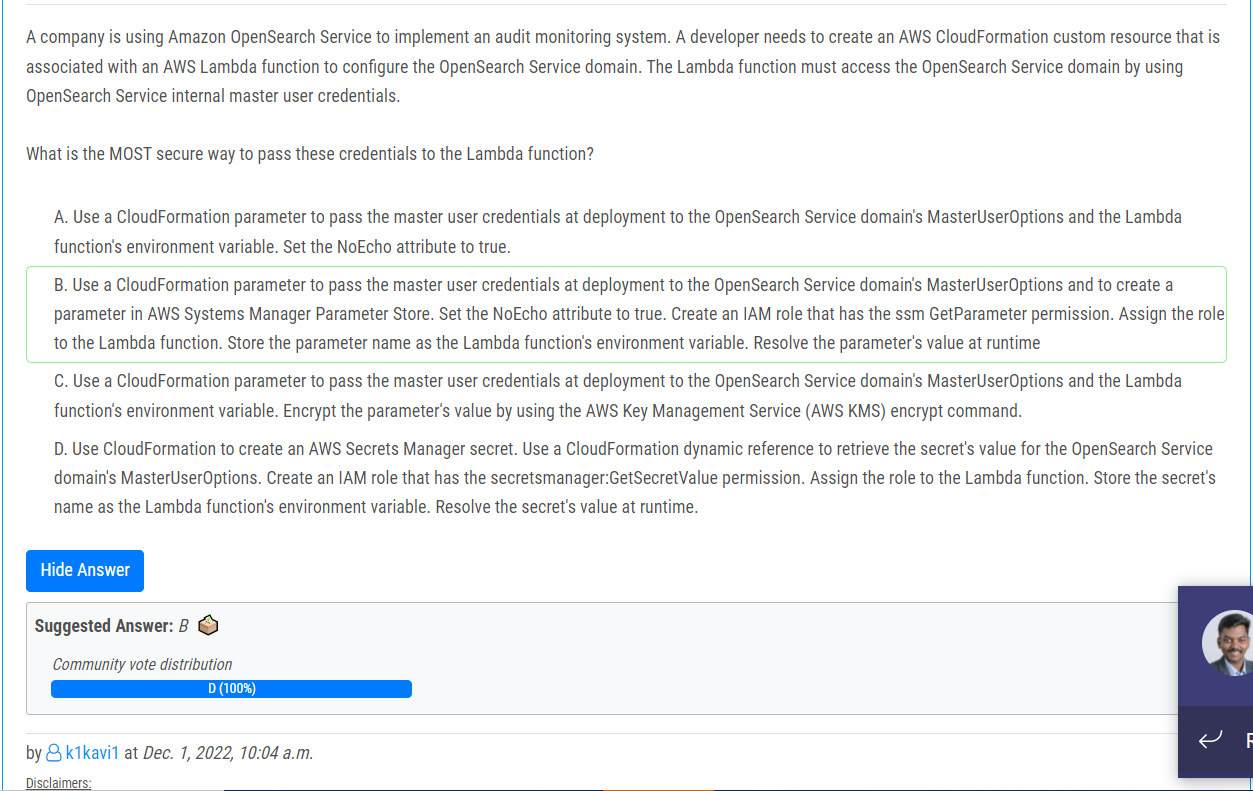 A company is using Amazon OpenSearch Service to implement an audit monitoring system. A developer needs to create an AWS CloudFormation custom resource that is
associated with an AWS Lambda function to configure the OpenSearch Service domain. The Lambda function must access the OpenSearch Service domain by using
OpenSearch Service internal master user credentials.
What is the MOST secure way to pass these credentials to the Lambda function?
A. Use a CloudFormation parameter to pass the master user credentials at deployment to the OpenSearch Service domain's MasterUserOptions and the Lambda
function's environment variable. Set the NoEcho attribute to true.
B. Use a CloudFormation parameter to pass the master user credentials at deployment to the OpenSearch Service domain's MasterUserOptions and to create a
parameter in AWS Systems Manager Parameter Store. Set the NoEcho attribute to true. Create an IAM role that has the ssm GetParameter permission. Assign the role
to the Lambda function. Store the parameter name as the Lambda function's environment variable. Resolve the parameter's value at runtime
C. Use a CloudFormation parameter to pass the master user credentials at deployment to the OpenSearch Service domain's MasterUserOptions and the Lambda
function's environment variable. Encrypt the parameter's value by using the AWS Key Management Service (AWS KMS) encrypt command.
D. Use CloudFormation to create an AWS Secrets Manager secret. Use a CloudFormation dynamic reference to retrieve the secret's value for the OpenSearch Service
domain's MasterUserOptions. Create an IAM role that has the secretsmanager:GetSecretValue permission. Assign the role to the Lambda function. Store the secret's
name as the Lambda function's environment variable. Resolve the secret's value at runtime.
Hide Answer
Suggested Answer: B
Community vote distribution
D (100%)
by k1kavi1 at Dec. 1, 2022, 10:04 a.m.
Disclaimers: